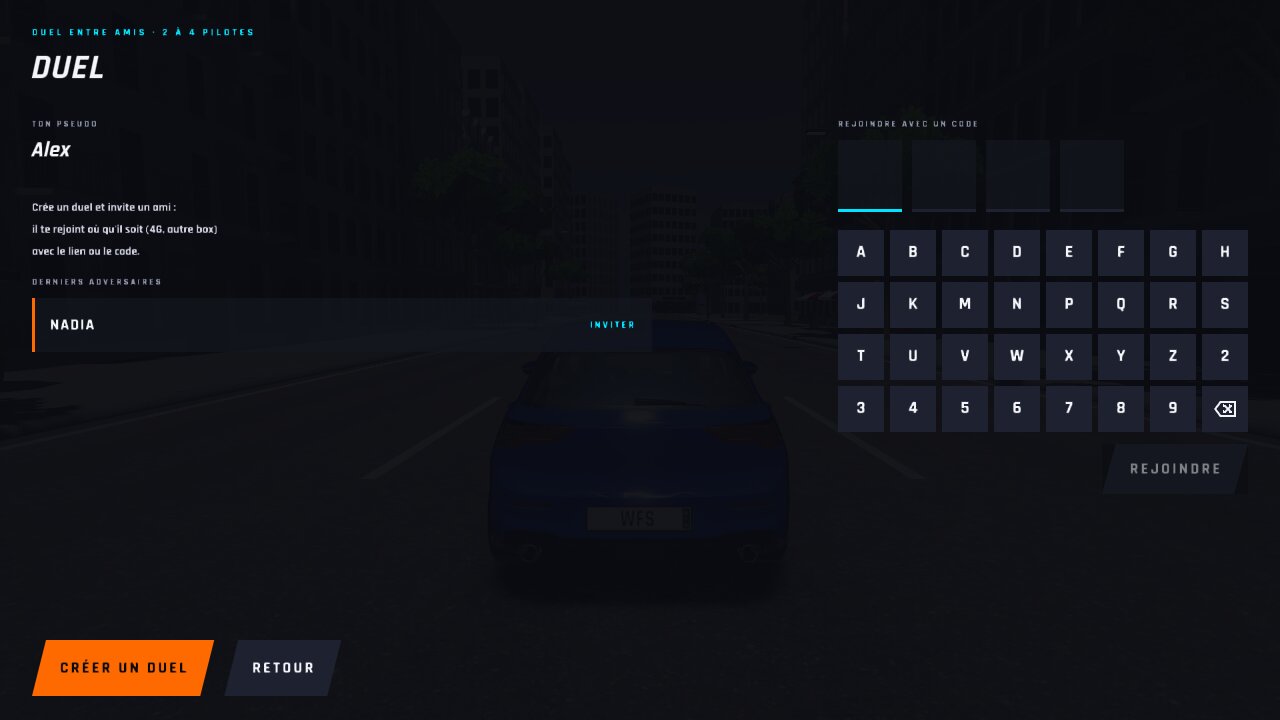 DUEL ENTRE AMIS · 2 À 4 PILOTES
DUEL
TON PSEUDO
Alex
Crée un duel et invite un ami :
il te rejoint où qu'il soit (4G, autre box)
avec le lien ou le code.
DERNIERS ADVERSAIRES
NADIA
INVITER
REJOINDRE AVEC UN CODE
A B C D E F G H
J K M N P Q R S
T U V W X Y Z 2
3 4 5 6 7 8 9
REJOINDRE
WFS
CRÉER UN DUEL
RETOUR